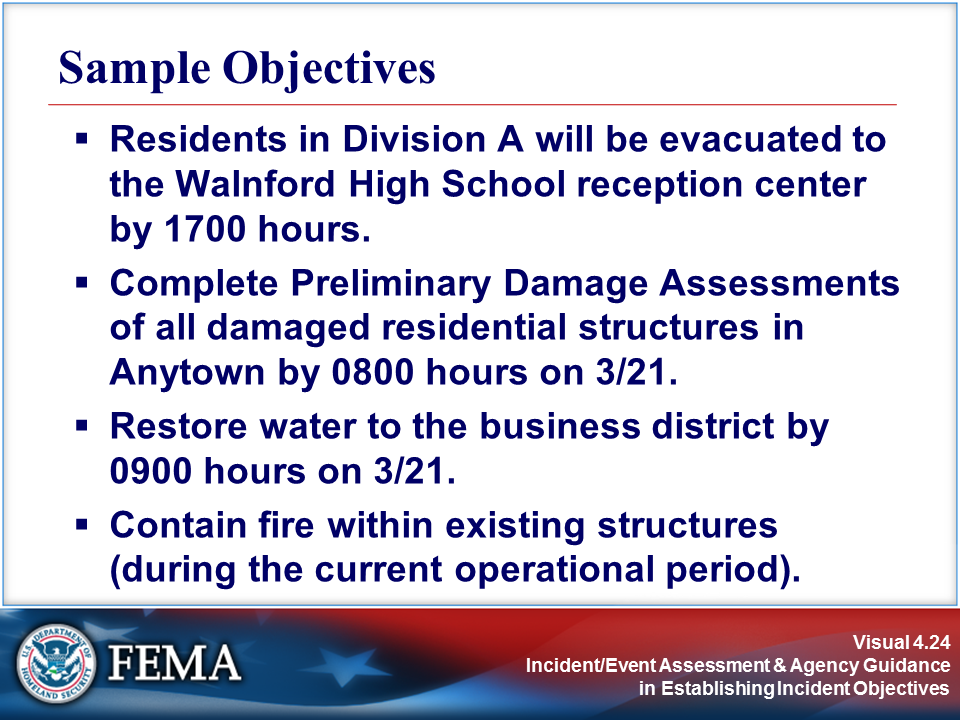 Sample Objectives
▪ Residents in Division A will be evacuated to
the Walnford High School reception center
by 1700 hours.
▪ Complete Preliminary Damage Assessments
of all damaged residential structures in
Anytown by 0800 hours on 3/21.
▪ Restore water to the business district by
0900 hours on 3/21.
▪ Contain fire within existing structures
(during the current operational period).
U.S. DEPARTMENT OF HOMELAND SECURITY
FEMA
Visual 4.24
Incident/Event Assessment & Agency Guidance
in Establishing Incident Objectives